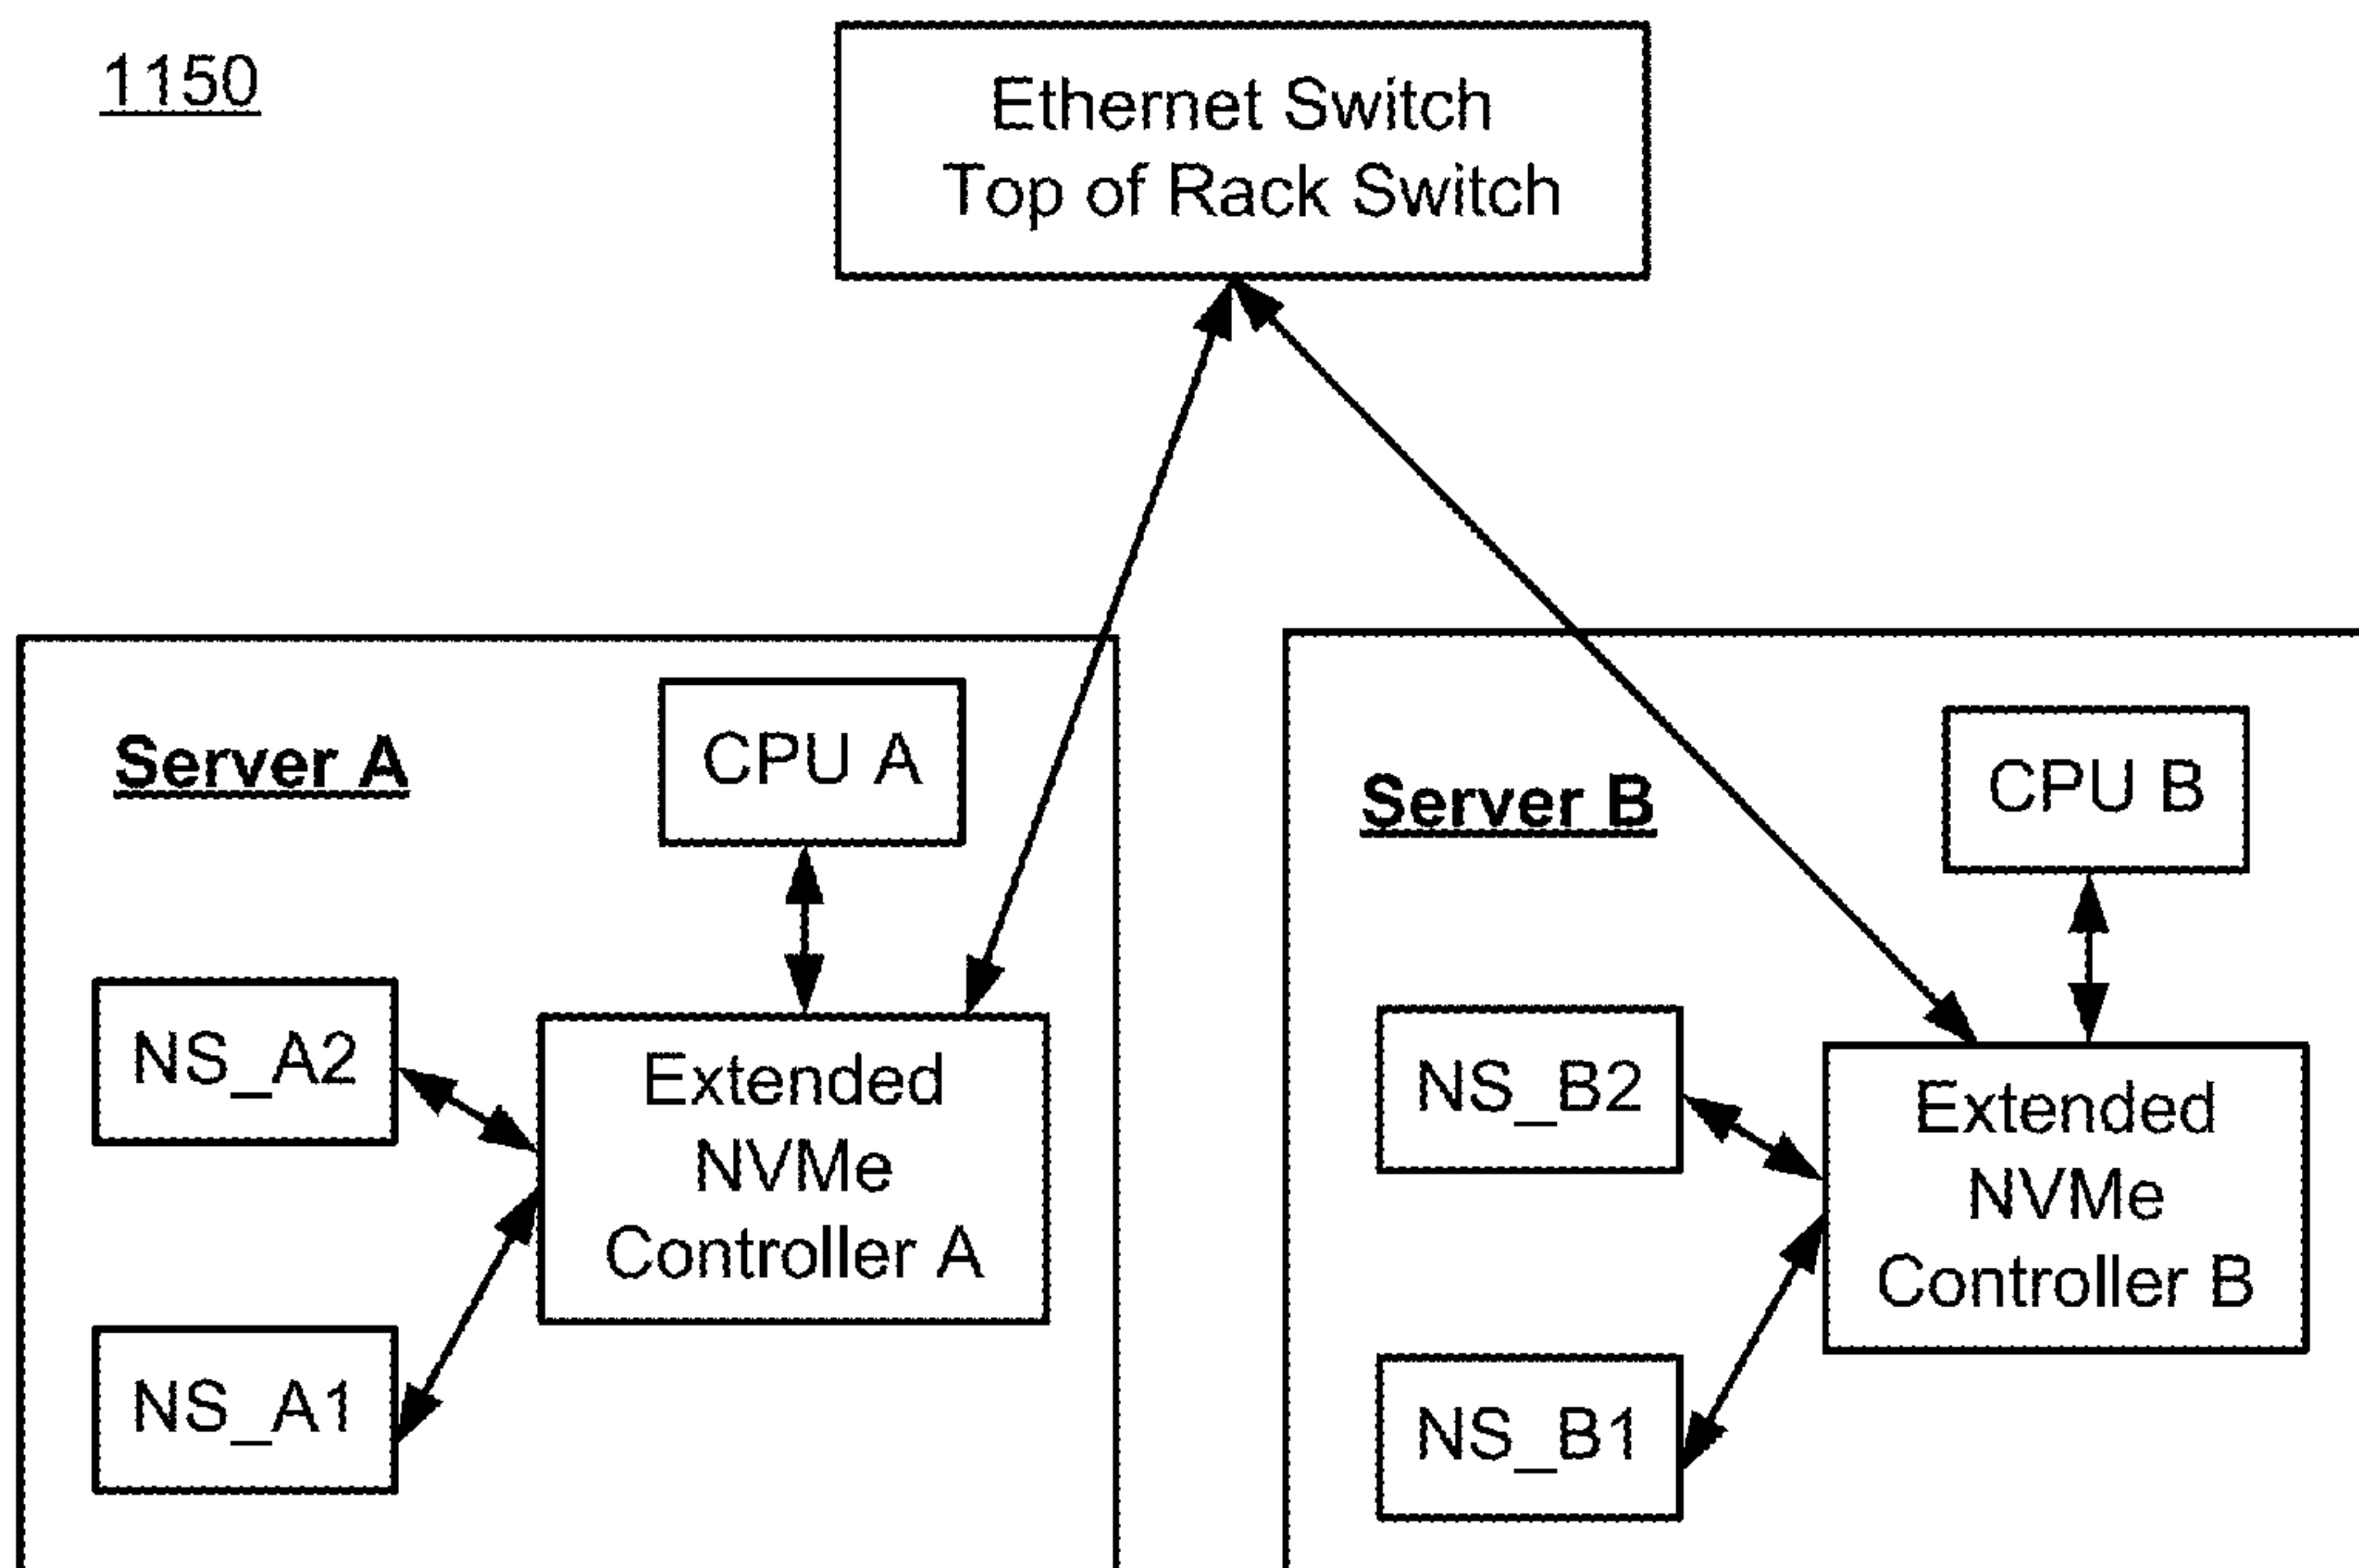 1150
Ethernet Switch
Top of Rack Switch
Server A
CPU A
NS_A2
Extended
NVMe
Controller A
NS_A1
Server B
CPU B
NS_B2
Extended
NVMe
Controller B
NS_B1